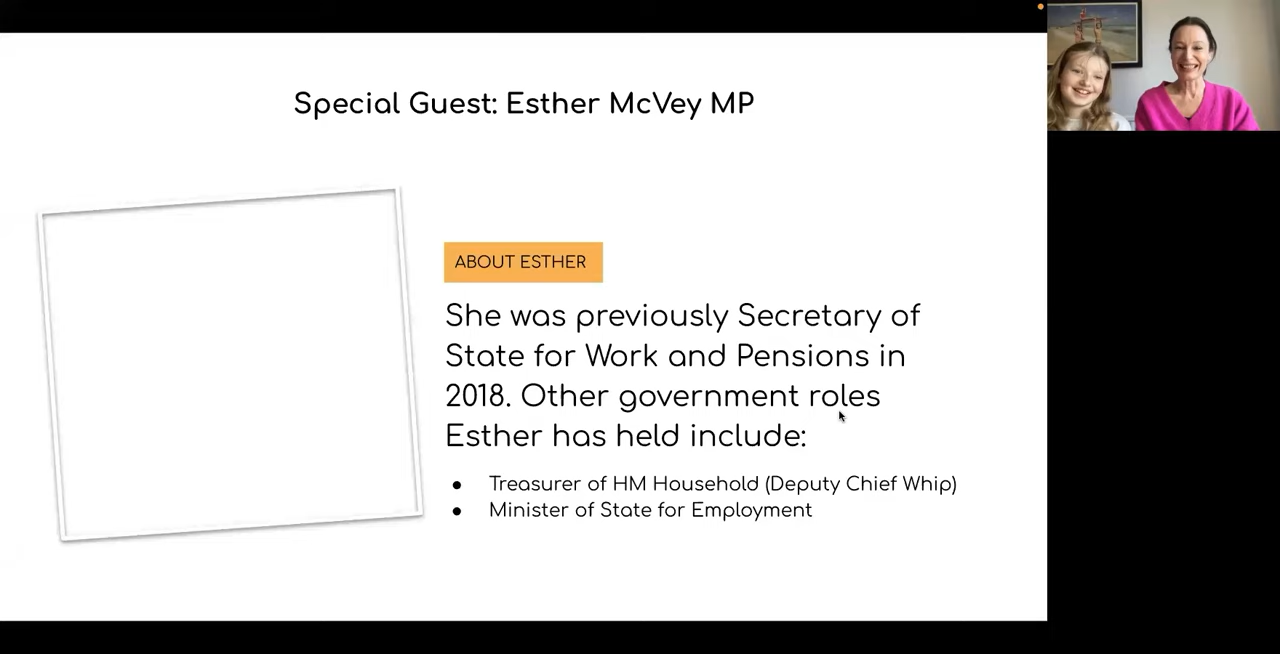 Special Guest: Esther McVey MP
ABOUT ESTHER
She was previously Secretary of
State for Work and Pensions in
2018. Other government roles
Esther has held include:
● Treasurer of HM Household (Deputy Chief Whip)
● Minister of State for Employment